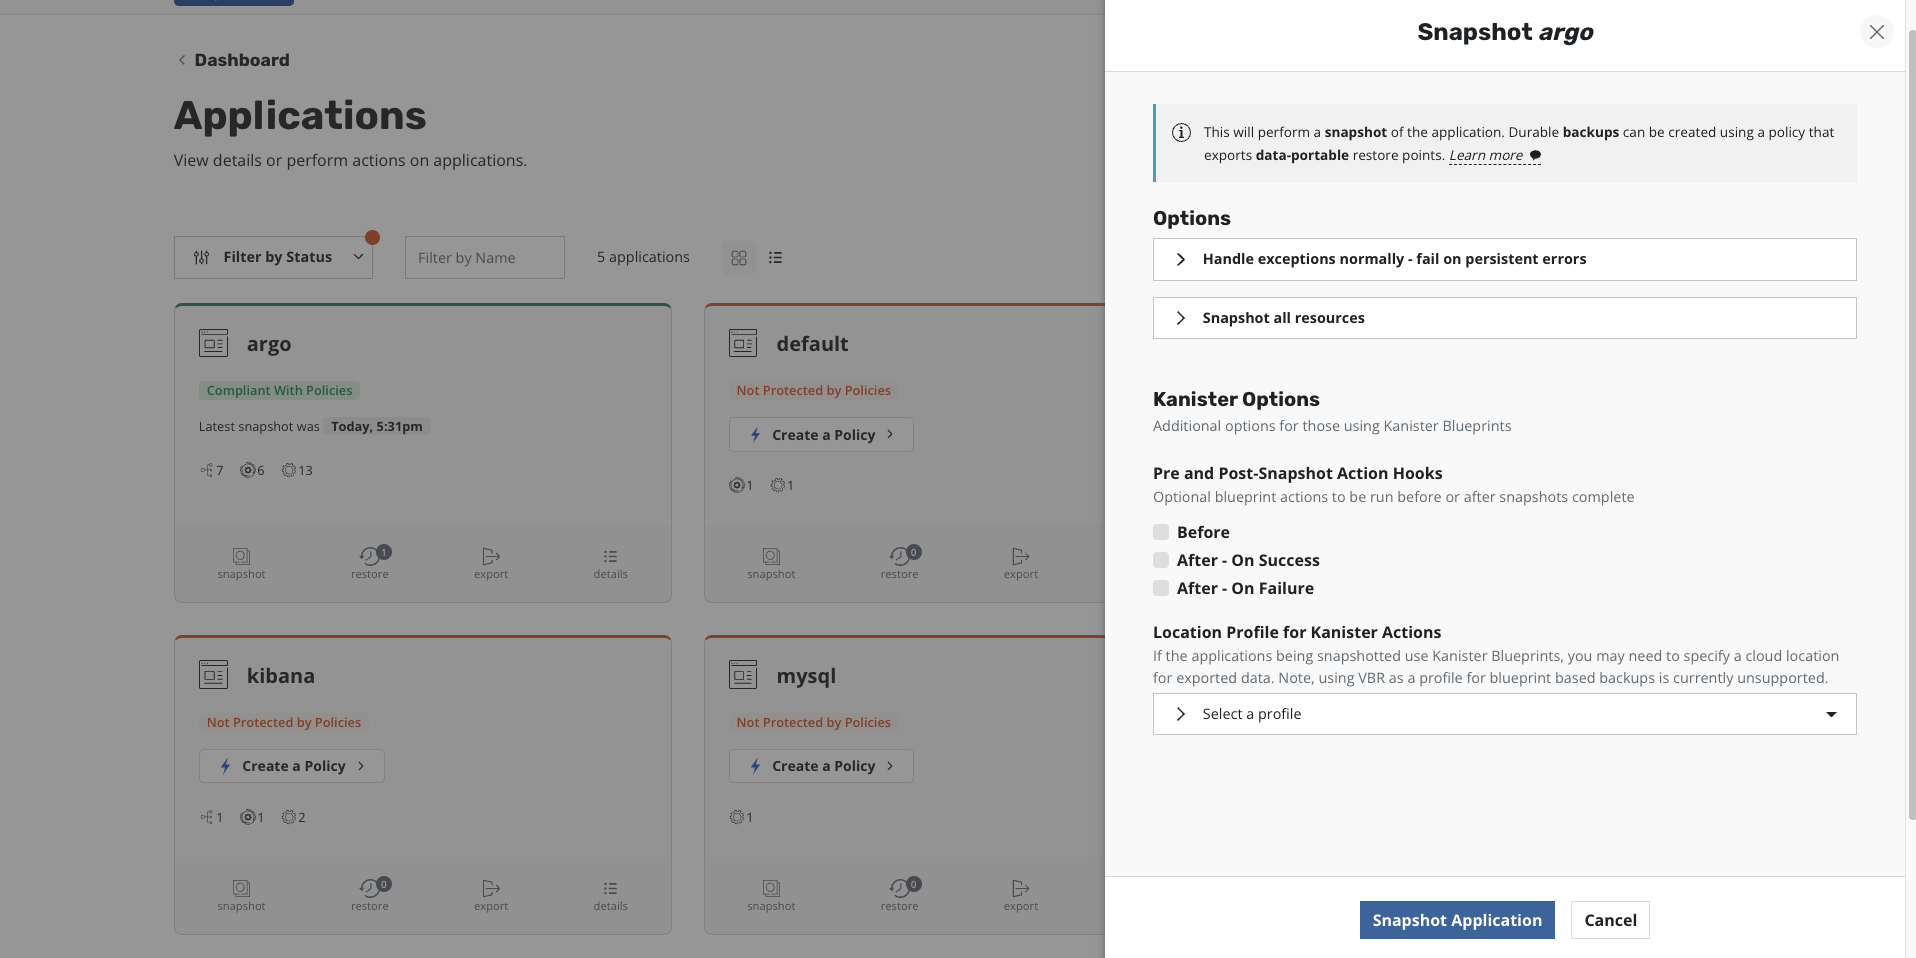 Dashboard
Applications
View details or perform actions on applications.
Filter by Status
Filter by Name
5 applications
argo
Compliant With Policies
Latest snapshot was Today, 5:31pm
7 6 13
snapshot
1
restore
export
details
default
Not Protected by Policies
Create a Policy
1 1
snapshot
0
restore
export
kibana
Not Protected by Policies
Create a Policy
1 1 2
snapshot
0
restore
export
details
mysql
Not Protected by Policies
Create a Policy
1
snapshot
0
restore
export
Snapshot argo
This will perform a snapshot of the application. Durable backups can be created using a policy that
exports data-portable restore points. Learn more
Options
Handle exceptions normally - fail on persistent errors
Snapshot all resources
Kanister Options
Additional options for those using Kanister Blueprints
Pre and Post-Snapshot Action Hooks
Optional blueprint actions to be run before or after snapshots complete
Before
After - On Success
After - On Failure
Location Profile for Kanister Actions
If the applications being snapshotted use Kanister Blueprints, you may need to specify a cloud location
for exported data. Note, using VBR as a profile for blueprint based backups is currently unsupported.
Select a profile
Snapshot Application
Cancel